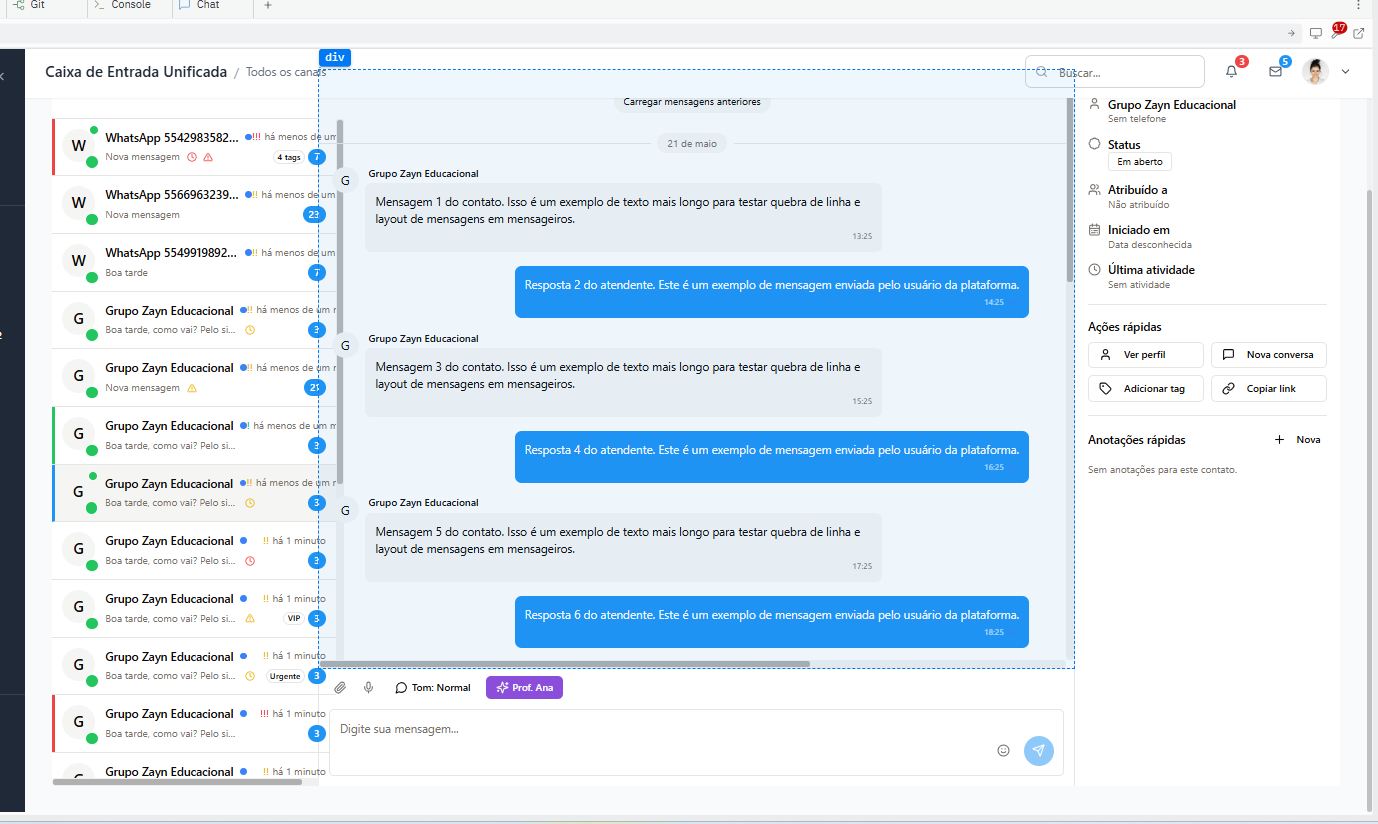 Git
Console
Chat
17
div
Caixa de Entrada Unificada / Todos os canais
Buscar...
3
5
W
WhatsApp 5542983582...
!!! há menos de um
Nova mensagem
4 tags
7
W
WhatsApp 5566963239...
!! há menos de um
Nova mensagem
W
WhatsApp 5549919892...
!! há menos de um
Boa tarde
7
G
Grupo Zayn Educacional
!! há menos de um m
Boa tarde, como vai? Pelo si...
3
G
Grupo Zayn Educacional
!! há menos de um m
Nova mensagem
G
Grupo Zayn Educacional
! há menos de um m
Boa tarde, como vai? Pelo si...
3
G
Grupo Zayn Educacional
!! há menos de um m
Boa tarde, como vai? Pelo si...
3
G
Grupo Zayn Educacional
!! há 1 minuto
Boa tarde, como vai? Pelo si...
3
G
Grupo Zayn Educacional
!! há 1 minuto
Boa tarde, como vai? Pelo si...
VIP
3
G
Grupo Zayn Educacional
!! há 1 minuto
Boa tarde, como vai? Pelo si...
Urgente
3
G
Grupo Zayn Educacional
!!! há 1 minuto
Boa tarde, como vai? Pelo si...
3
G
Grupo Zayn Educacional
!! há 1 minuto
Carregar mensagens anteriores
21 de maio
Grupo Zayn Educacional
G
Mensagem 1 do contato. Isso é um exemplo de texto mais longo para testar quebra de linha e
layout de mensagens em mensageiros.
13:25
Resposta 2 do atendente. Este é um exemplo de mensagem enviada pelo usuário da plataforma.
14:25
Grupo Zayn Educacional
G
Mensagem 3 do contato. Isso é um exemplo de texto mais longo para testar quebra de linha e
layout de mensagens em mensageiros.
15:25
Resposta 4 do atendente. Este é um exemplo de mensagem enviada pelo usuário da plataforma.
16:25
Grupo Zayn Educacional
G
Mensagem 5 do contato. Isso é um exemplo de texto mais longo para testar quebra de linha e
layout de mensagens em mensageiros.
17:25
Resposta 6 do atendente. Este é um exemplo de mensagem enviada pelo usuário da plataforma.
18:25
Tom: Normal
Prof. Ana
Digite sua mensagem...
Grupo Zayn Educacional
Sem telefone
Status
Em aberto
Atribuído a
Não atribuído
Iniciado em
Data desconhecida
Última atividade
Sem atividade
Ações rápidas
Ver perfil
Nova conversa
Adicionar tag
Copiar link
Anotações rápidas
+ Nova
Sem anotações para este contato.